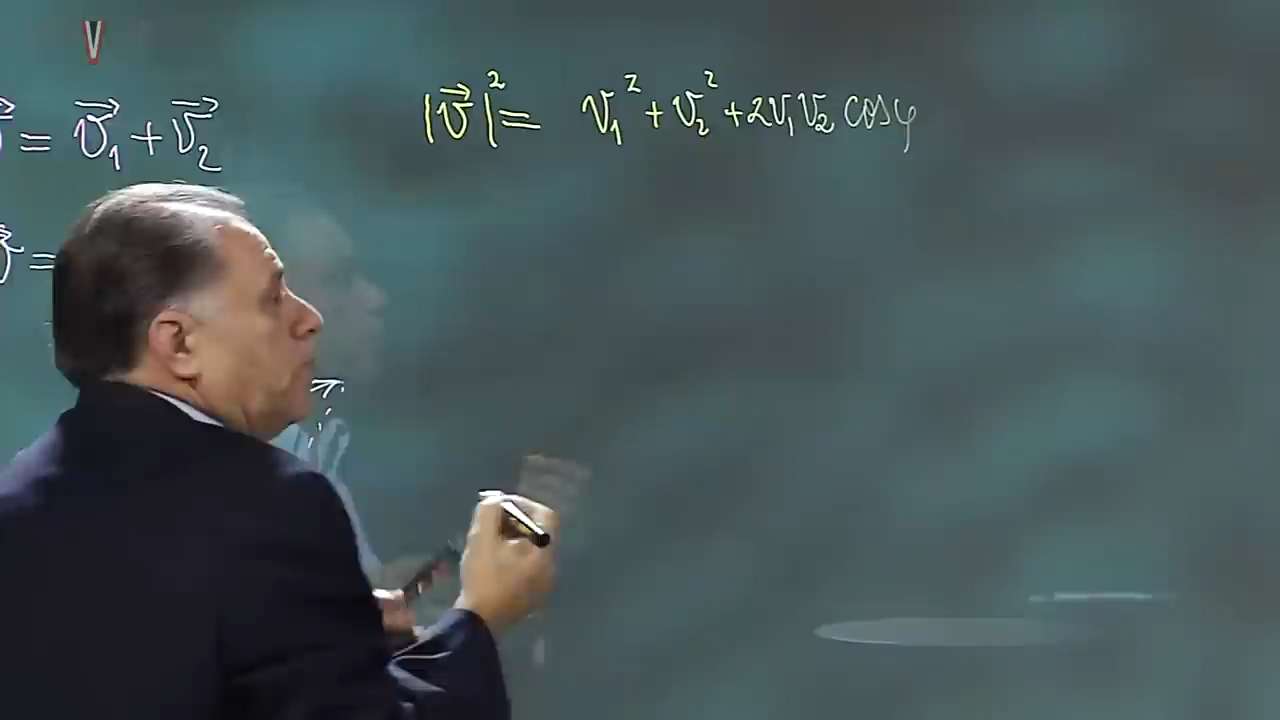 V
= v⃗₁ + v⃗₂
|v⃗|² = v₁² + v₂² + 2v₁v₂ cosφ
v⃗ =